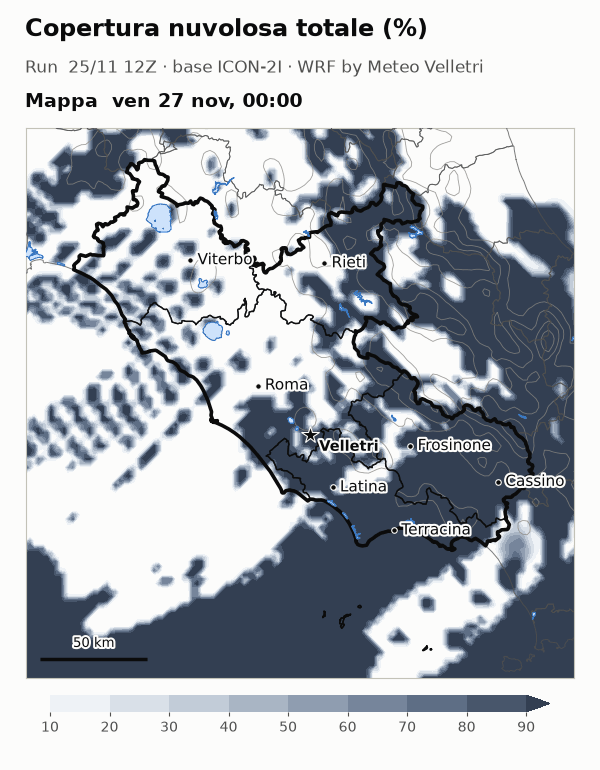 Copertura nuvolosa totale (%)
Run  25/11 12Z · base ICON-2I · WRF by Meteo Velletri
Mappa  ven 27 nov, 00:00
Viterbo
Rieti
Roma
Velletri
Frosinone
Cassino
Latina
Terracina
50 km
10 20 30 40 50 60 70 80 90